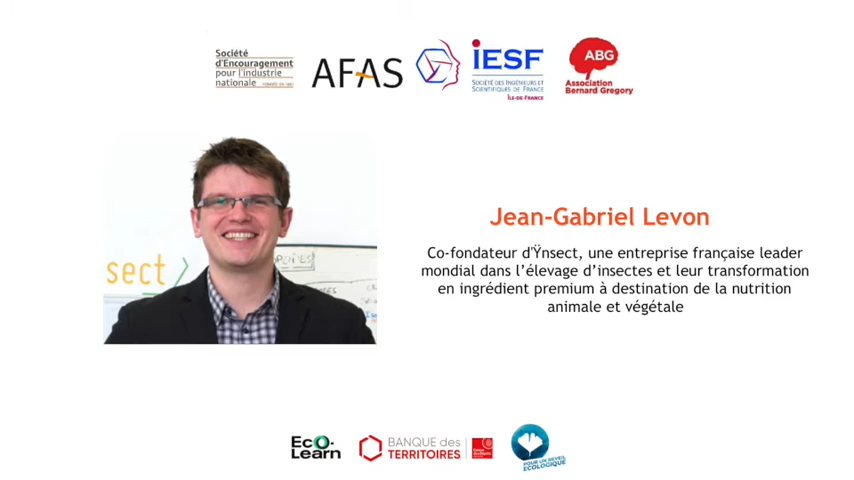 Société
d'Encouragement
pour l'industrie
nationale
AFAS
IESF
SOCIÉTÉ DES INGÉNIEURS ET
SCIENTIFIQUES DE FRANCE
ÎLE-DE-FRANCE
ABG
Association
Bernard Gregory
sect
Jean-Gabriel Levon
Co-fondateur d'Ÿnsect, une entreprise française leader
mondial dans l'élevage d'insectes et leur transformation
en ingrédient premium à destination de la nutrition
animale et végétale
Eco-
Learn
BANQUE des
TERRITOIRES
POUR UN RÉVEIL
ECOLOGIQUE